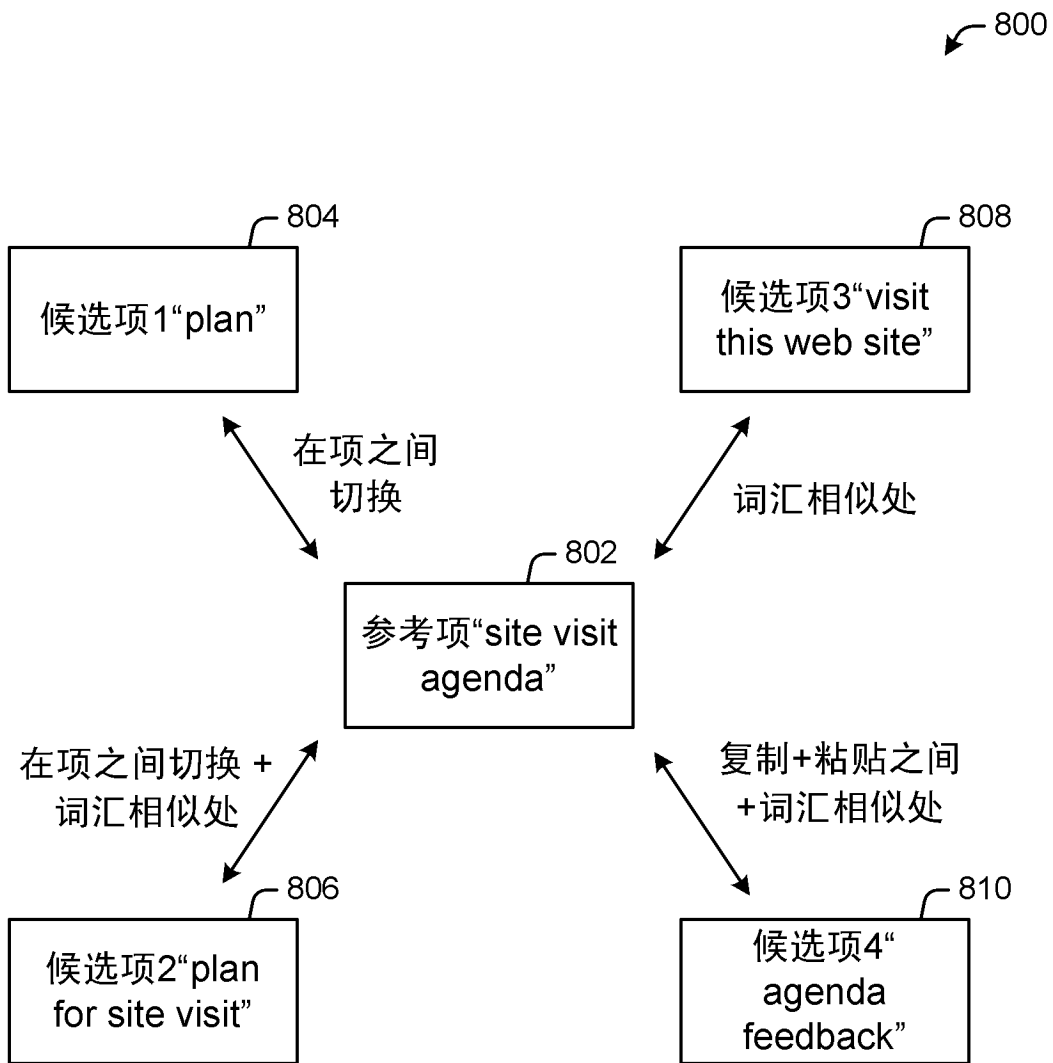 800
804
808
候选项1“plan”
候选项3“visit
this web site”
在项之间
切换
词汇相似处
802
参考项“site visit
agenda”
在项之间切换 +
词汇相似处
复制+粘贴之间
+词汇相似处
806
810
候选项2“plan
for site visit”
候选项4“
agenda
feedback”